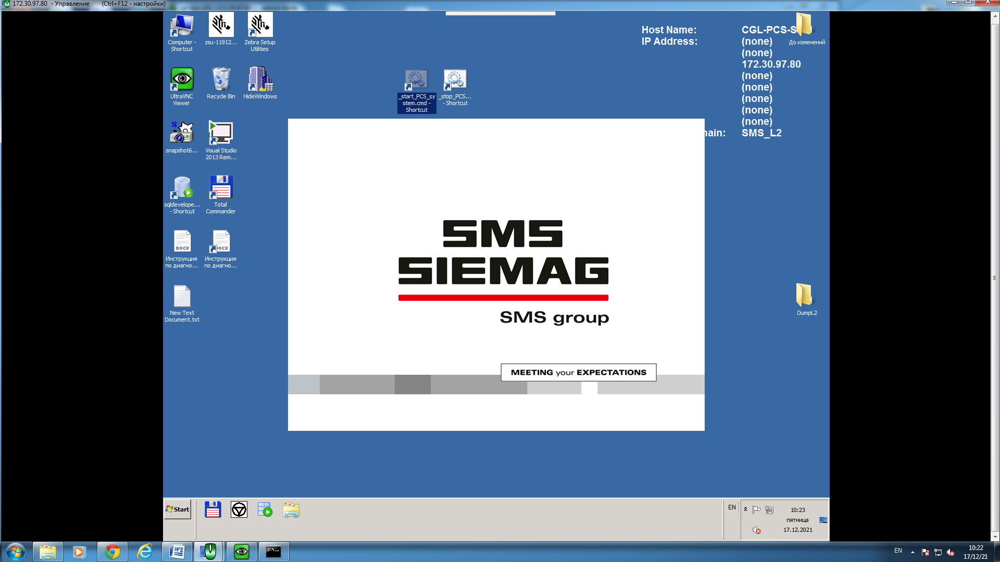 172.30.97.80 - Управление (Ctrl+F12 - настройки)
Computer - Shortcut
zsu-11912...
Zebra Setup Utilities
UltraVNC Viewer
Recycle Bin
HideWindows
_start_PCS_system.cmd - Shortcut
_stop_PCS... - Shortcut
snapshot6...
Visual Studio 2013 Rem...
sqldevelope... - Shortcut
Total Commander
DOCX
Инструкция по диагно...
OCX
Инструкция по диагно...
New Text Document.txt
Host Name: CGL-PCS-S
IP Address: (none)
(none)
172.30.97.80
(none)
(none)
(none)
(none)
(none)
ain: SMS_L2
До изменений
DumpL2
SMS
SIEMAG
SMS group
MEETING your EXPECTATIONS
Start
EN
10:23
пятница
17.12.2021
C:\
EN
10:22
17/12/21